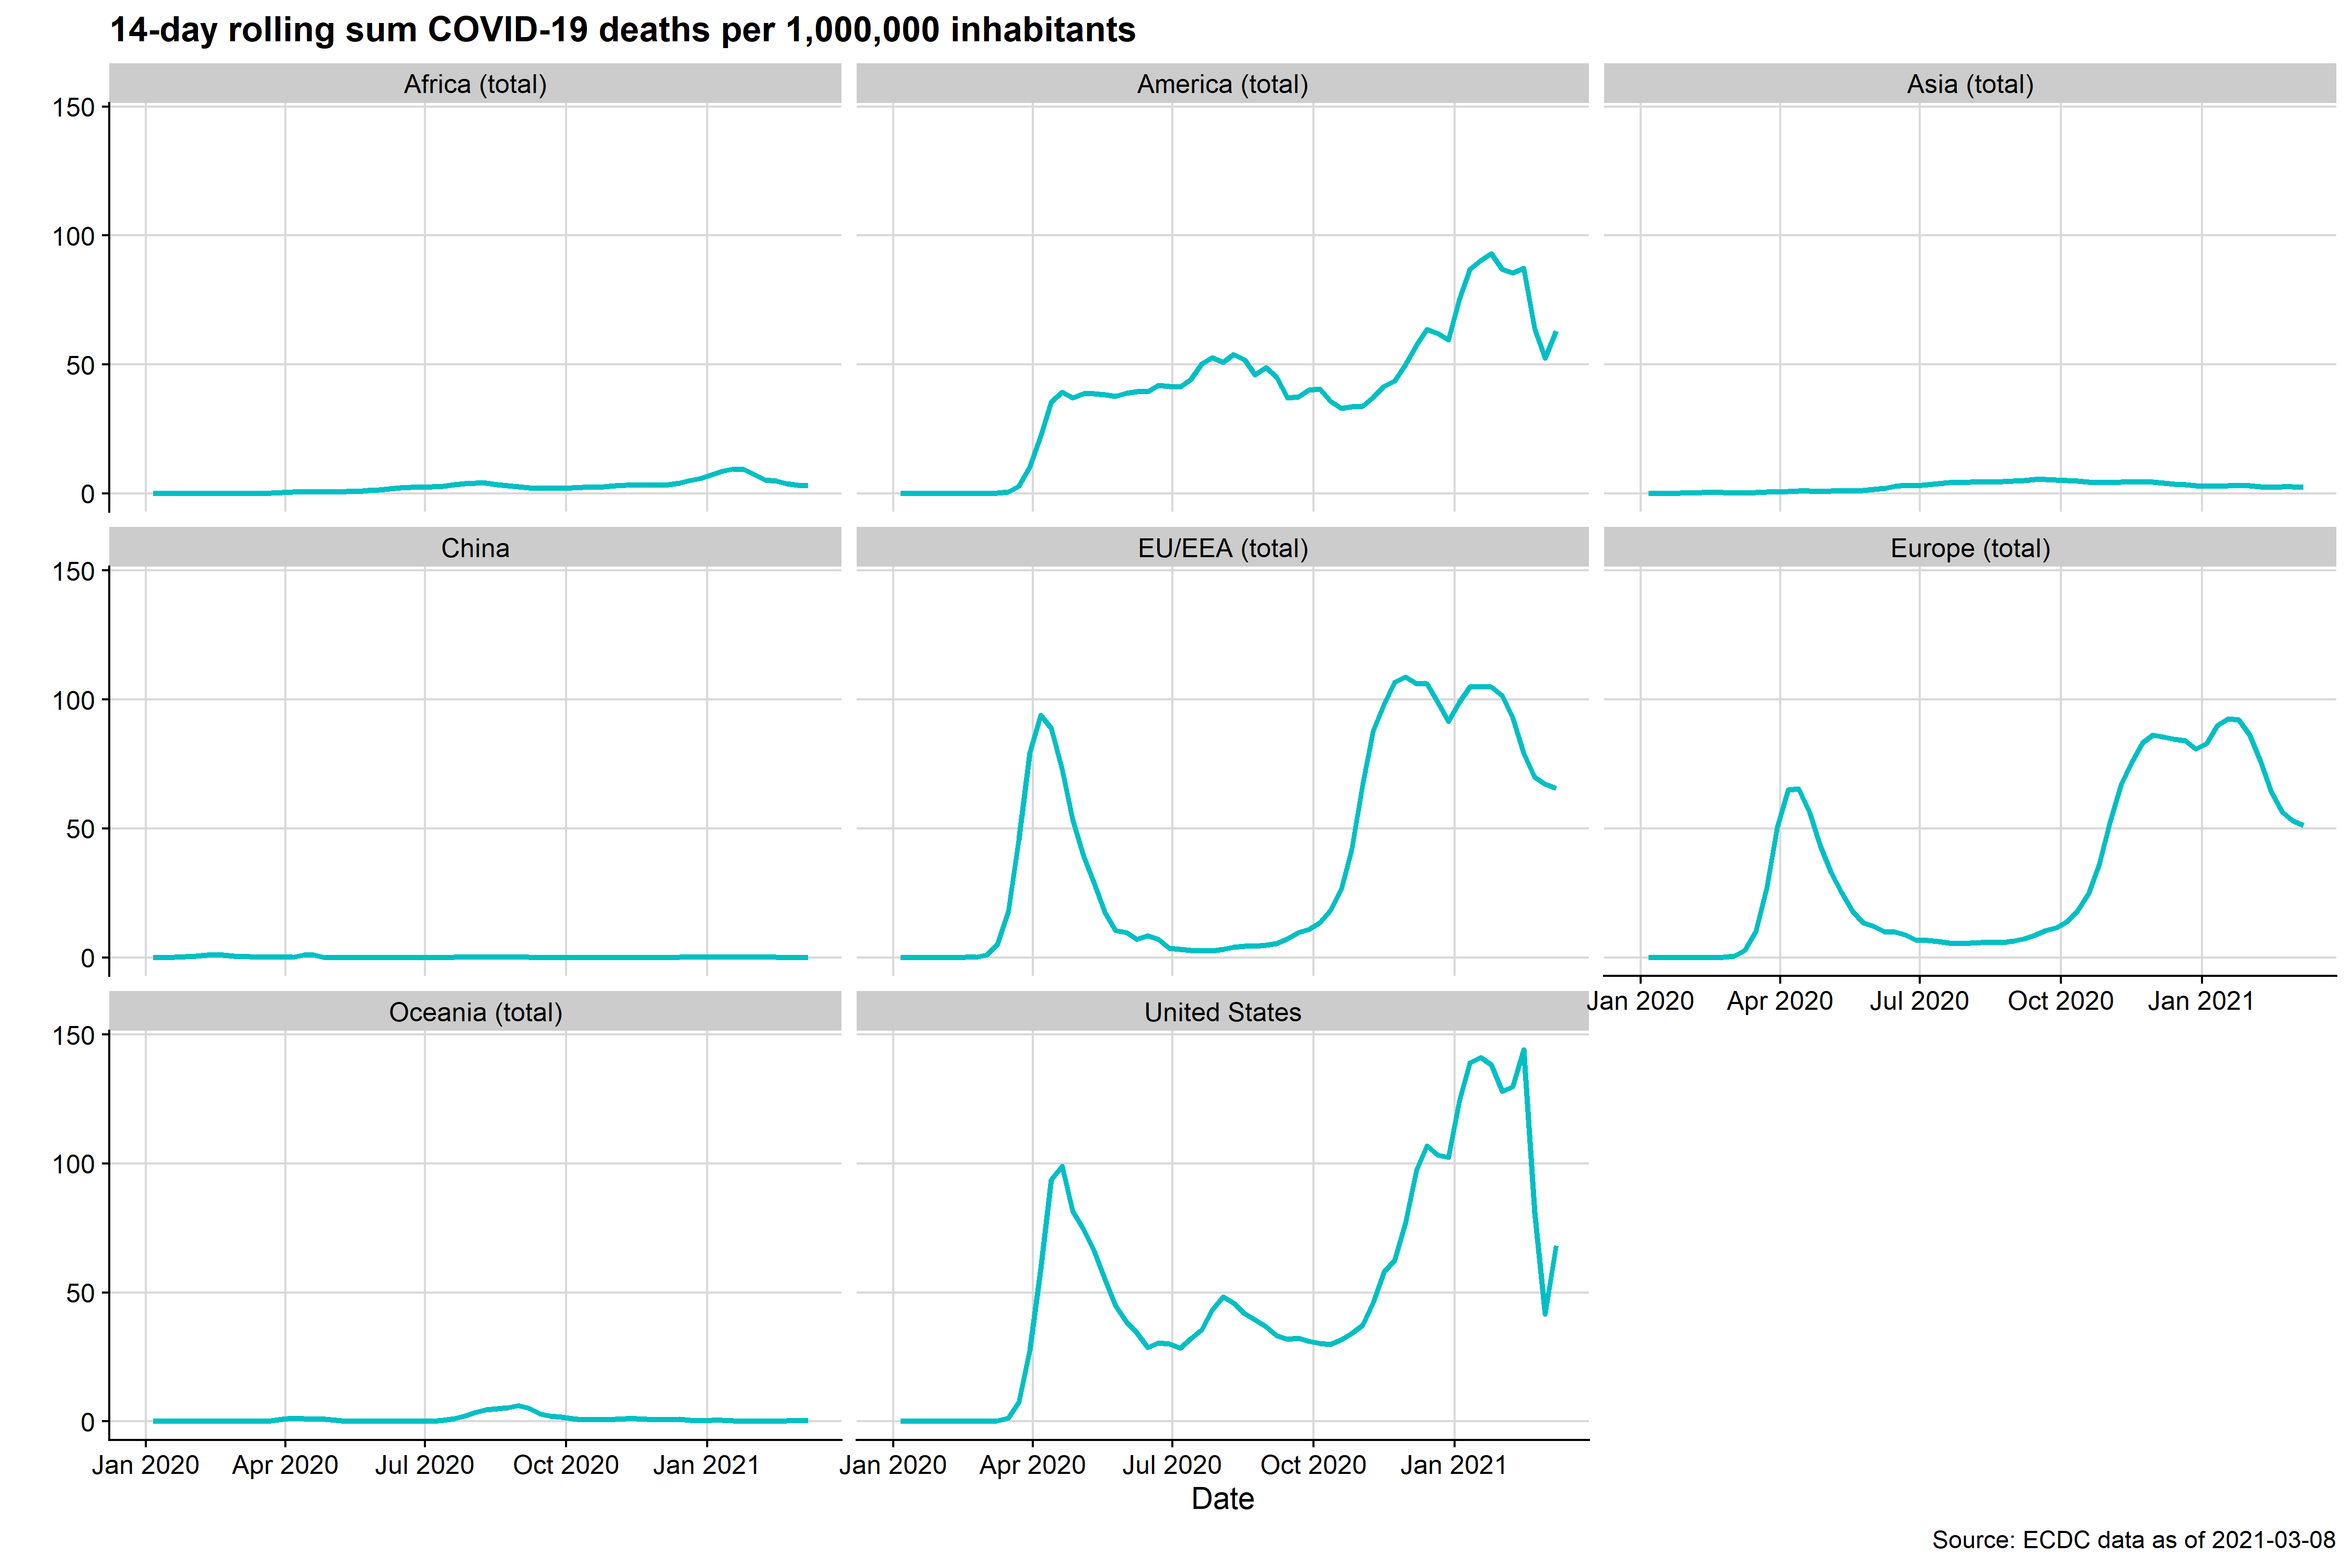 14-day rolling sum COVID-19 deaths per 1,000,000 inhabitants
Africa (total)
America (total)
Asia (total)
150
100
50
0
China
EU/EEA (total)
Europe (total)
150
100
50
0
Jan 2020 Apr 2020 Jul 2020 Oct 2020 Jan 2021
Oceania (total)
United States
150
100
50
0
Jan 2020 Apr 2020 Jul 2020 Oct 2020 Jan 2021
Jan 2020 Apr 2020 Jul 2020 Oct 2020 Jan 2021
Date
Source: ECDC data as of 2021-03-08